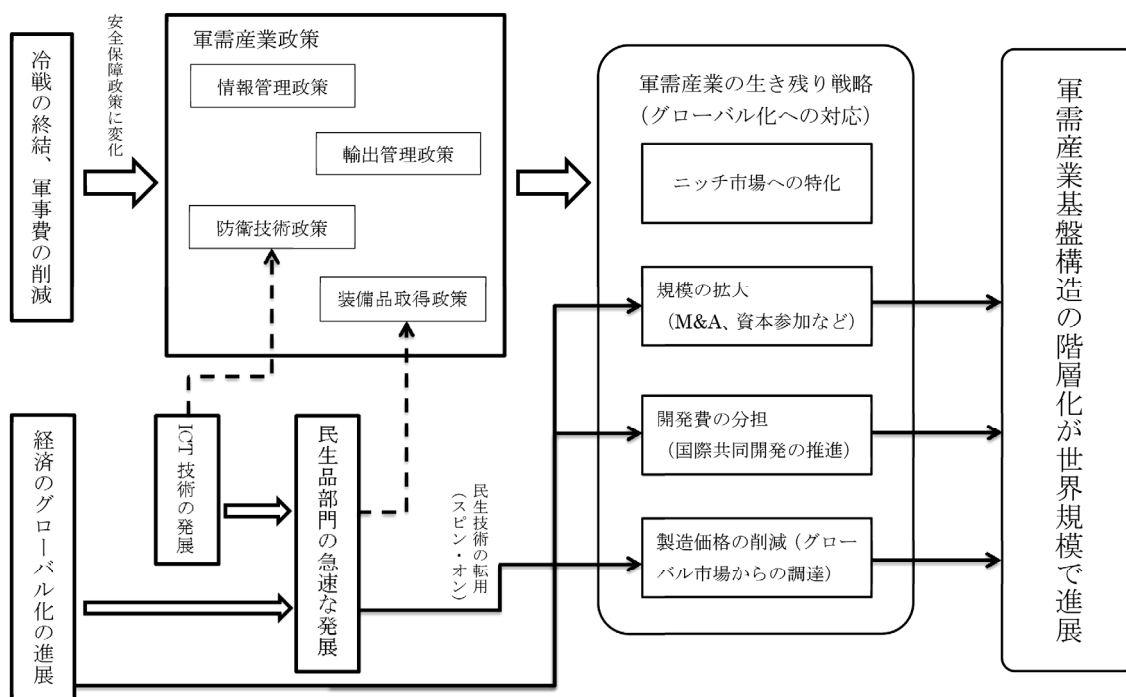 冷戦の終結、軍事費の削減
安全保障政策に変化
軍需産業政策
情報管理政策
輸出管理政策
防衛技術政策
装備品取得政策
経済のグローバル化の進展
ICT 技術の発展
民生品部門の急速な発展
民生技術の転用
(スピン・オン)
軍需産業の生き残り戦略
(グローバル化への対応)
ニッチ市場への特化
規模の拡大
(M&A、資本参加など)
開発費の分担
(国際共同開発の推進)
製造価格の削減(グロー
バル市場からの調達)
軍需産業基盤構造の階層化が世界規模で進展